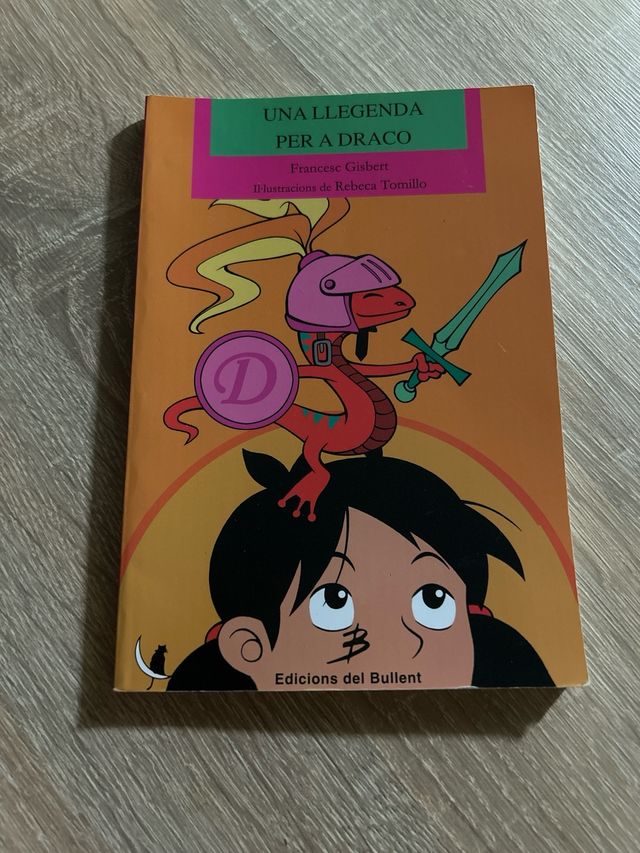 UNA LLEGENDA
PER A DRACO
Francesc Gisbert
Il·lustracions de Rebeca Tomillo
D
B
Edicions del Bullent